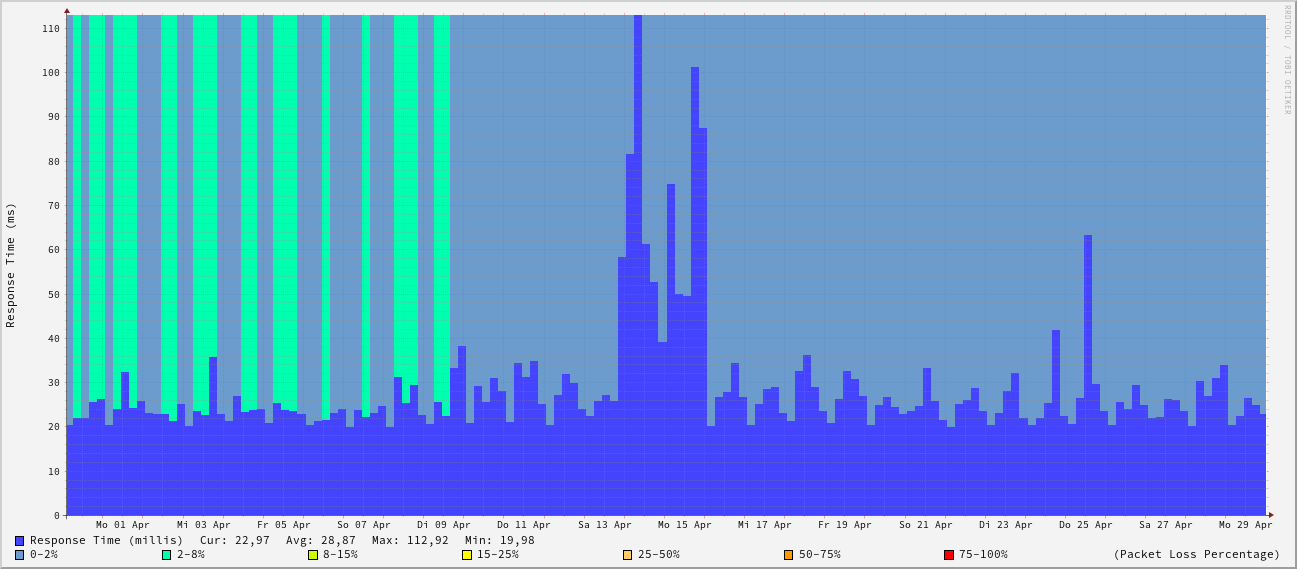 RRDTOOL / TOBI OETIKER
Response Time (ms)
110
100
90
80
70
60
50
40
30
20
10
0
Mo 01 Apr Mi 03 Apr Fr 05 Apr So 07 Apr Di 09 Apr Do 11 Apr Sa 13 Apr Mo 15 Apr Mi 17 Apr Fr 19 Apr So 21 Apr Di 23 Apr Do 25 Apr Sa 27 Apr Mo 29 Apr
Response Time (millis) Cur: 22,97 Avg: 28,87 Max: 112,92 Min: 19,98
0-2% 2-8% 8-15% 15-25% 25-50% 50-75% 75-100% (Packet Loss Percentage)